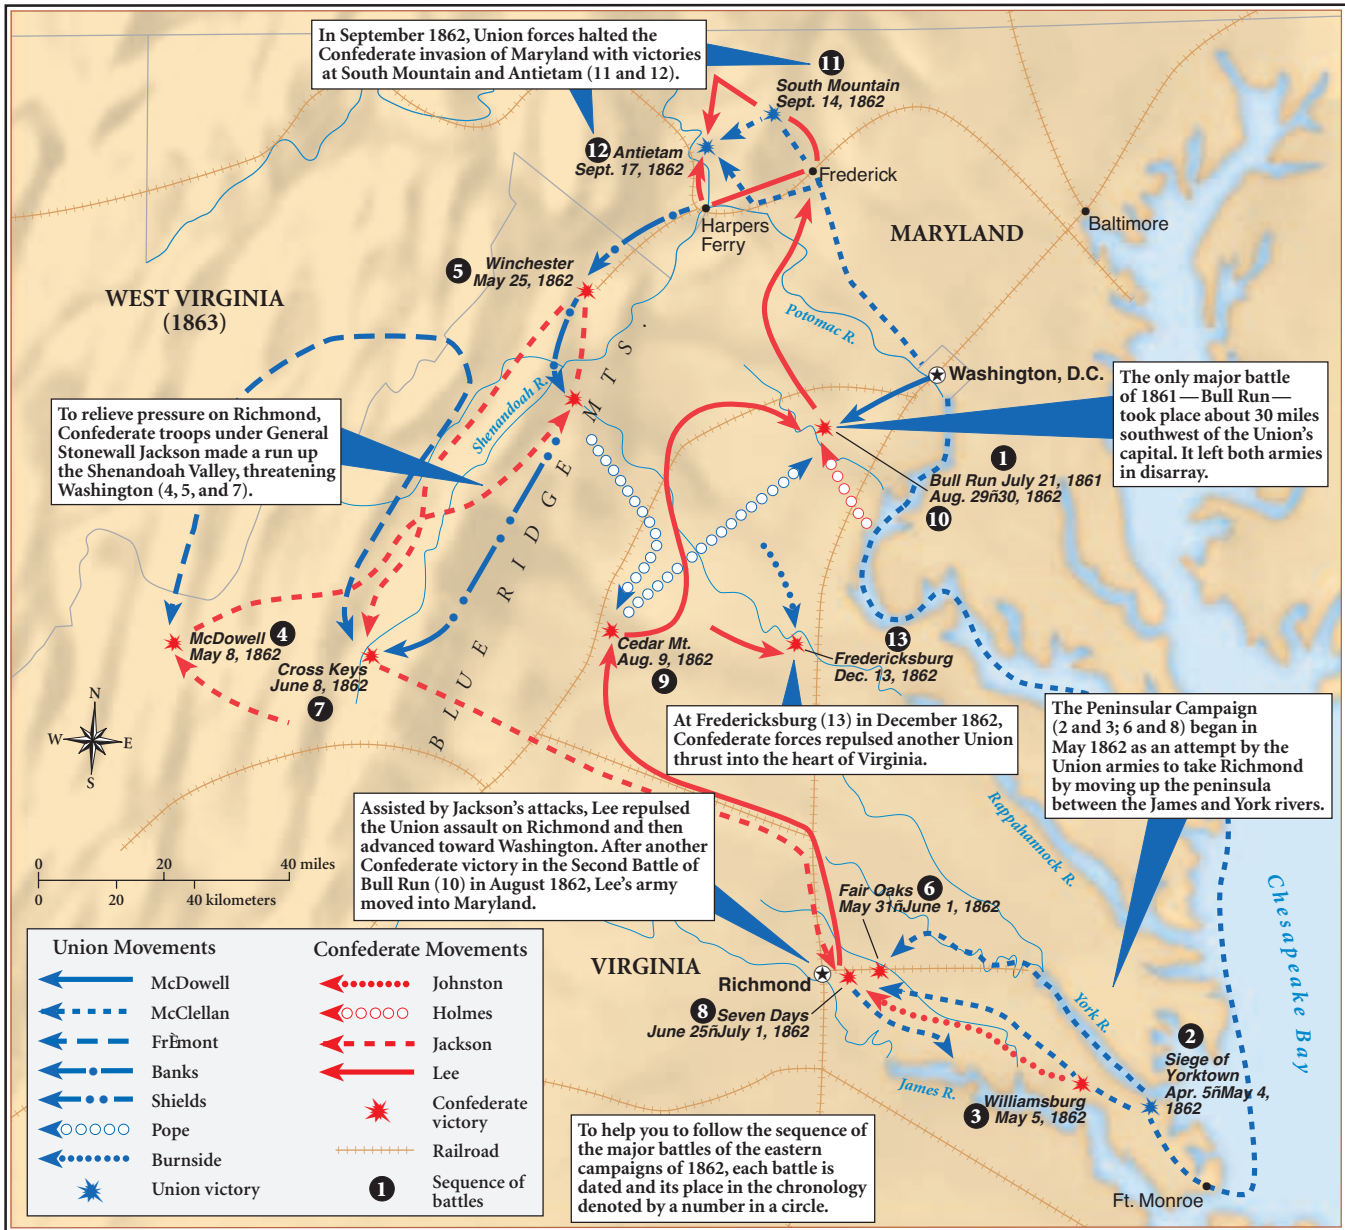 In September 1862, Union forces halted the
Confederate invasion of Maryland with victories
at South Mountain and Antietam (11 and 12).
11
South Mountain
Sept. 14, 1862
12 Antietam
Sept. 17, 1862
Frederick
Harpers
Ferry
MARYLAND
Baltimore
5 Winchester
May 25, 1862
WEST VIRGINIA
(1863)
Potomac R.
Washington, D.C.
The only major battle
of 1861—Bull Run—
took place about 30 miles
southwest of the Union's
capital. It left both armies
in disarray.
To relieve pressure on Richmond,
Confederate troops under General
Stonewall Jackson made a run up
the Shenandoah Valley, threatening
Washington (4, 5, and 7).
Shenandoah R.
BLUE RIDGE MTS.
1
Bull Run July 21, 1861
Aug. 29ñ30, 1862
10
McDowell 4
May 8, 1862
Cross Keys
June 8, 1862
7
Cedar Mt.
Aug. 9, 1862
9
13
Fredericksburg
Dec. 13, 1862
N
W E
S
At Fredericksburg (13) in December 1862,
Confederate forces repulsed another Union
thrust into the heart of Virginia.
The Peninsular Campaign
(2 and 3; 6 and 8) began in
May 1862 as an attempt by the
Union armies to take Richmond
by moving up the peninsula
between the James and York rivers.
Assisted by Jackson's attacks, Lee repulsed
the Union assault on Richmond and then
advanced toward Washington. After another
Confederate victory in the Second Battle of
Bull Run (10) in August 1862, Lee's army
moved into Maryland.
Rappahannock R.
0 20 40 miles
0 20 40 kilometers
Fair Oaks 6
May 31ñJune 1, 1862
Chesapeake Bay
VIRGINIA
Richmond
8 Seven Days
June 25ñJuly 1, 1862
York R.
2
Siege of
Yorktown
Apr. 5ñMay 4,
1862
James R.
3 Williamsburg
May 5, 1862
Ft. Monroe
To help you to follow the sequence of
the major battles of the eastern
campaigns of 1862, each battle is
dated and its place in the chronology
denoted by a number in a circle.
Union Movements
McDowell
McClellan
Banks
Shields
Pope
Burnside
Union victory
Confederate Movements
Johnston
Holmes
Jackson
Lee
Confederate
victory
Railroad
1 Sequence of
battles